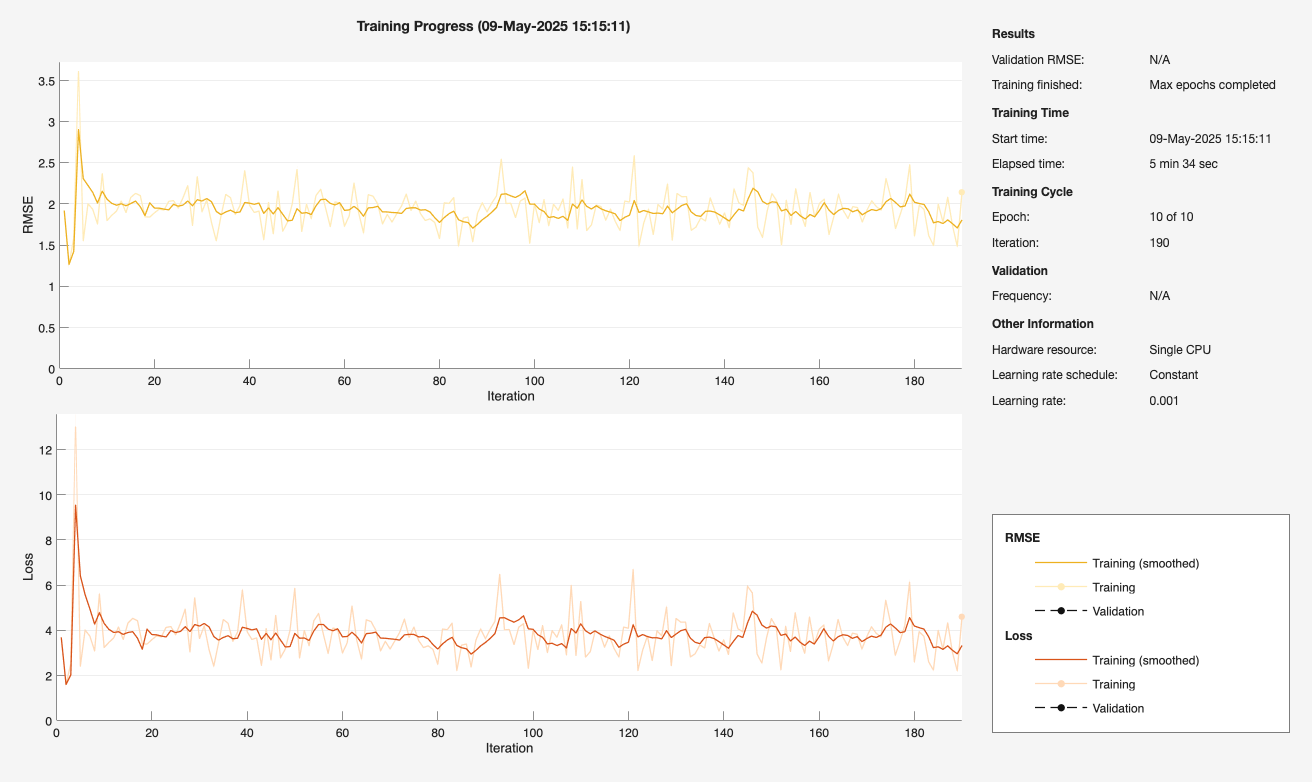 Training Progress (09-May-2025 15:15:11)
3.5
3
2.5
2
1.5
1
0.5
0
RMSE
0 20 40 60 80 100 120 140 160 180
Iteration
12
10
8
6
4
2
0
Loss
0 20 40 60 80 100 120 140 160 180
Iteration
Results
Validation RMSE: N/A
Training finished: Max epochs completed
Training Time
Start time: 09-May-2025 15:15:11
Elapsed time: 5 min 34 sec
Training Cycle
Epoch: 10 of 10
Iteration: 190
Validation
Frequency: N/A
Other Information
Hardware resource: Single CPU
Learning rate schedule: Constant
Learning rate: 0.001
RMSE
Training (smoothed)
Training
Validation
Loss
Training (smoothed)
Training
Validation